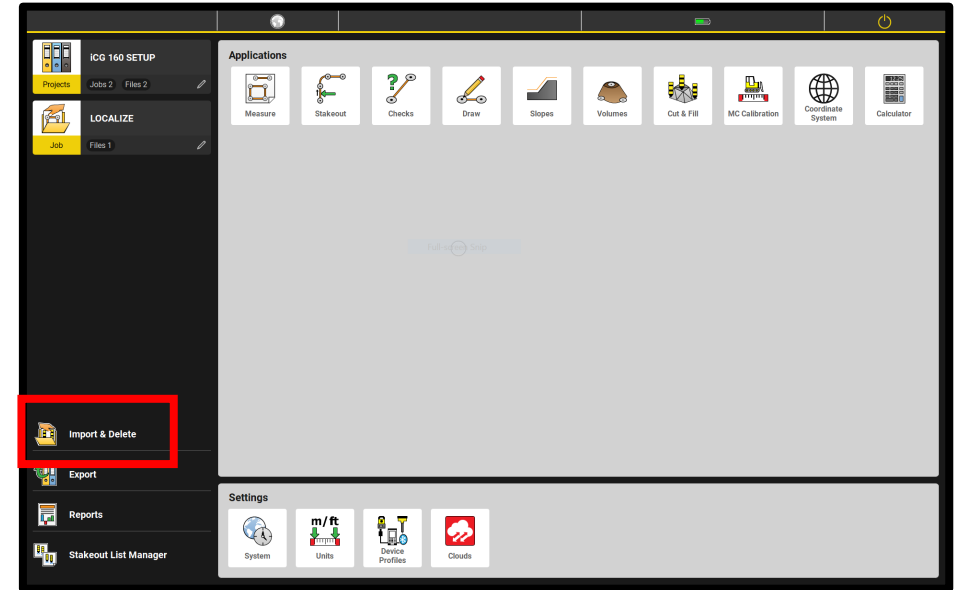 iCG 160 SETUP
Projects
Jobs 2
Files 2
LOCALIZE
Job
Files 1
Import & Delete
Export
Reports
Stakeout List Manager
Applications
Measure
Stakeout
?
Checks
Draw
Slopes
Volumes
Cut & Fill
MC Calibration
Coordinate
System
Calculator
Settings
System
m/ft
Units
Device
Profiles
Clouds